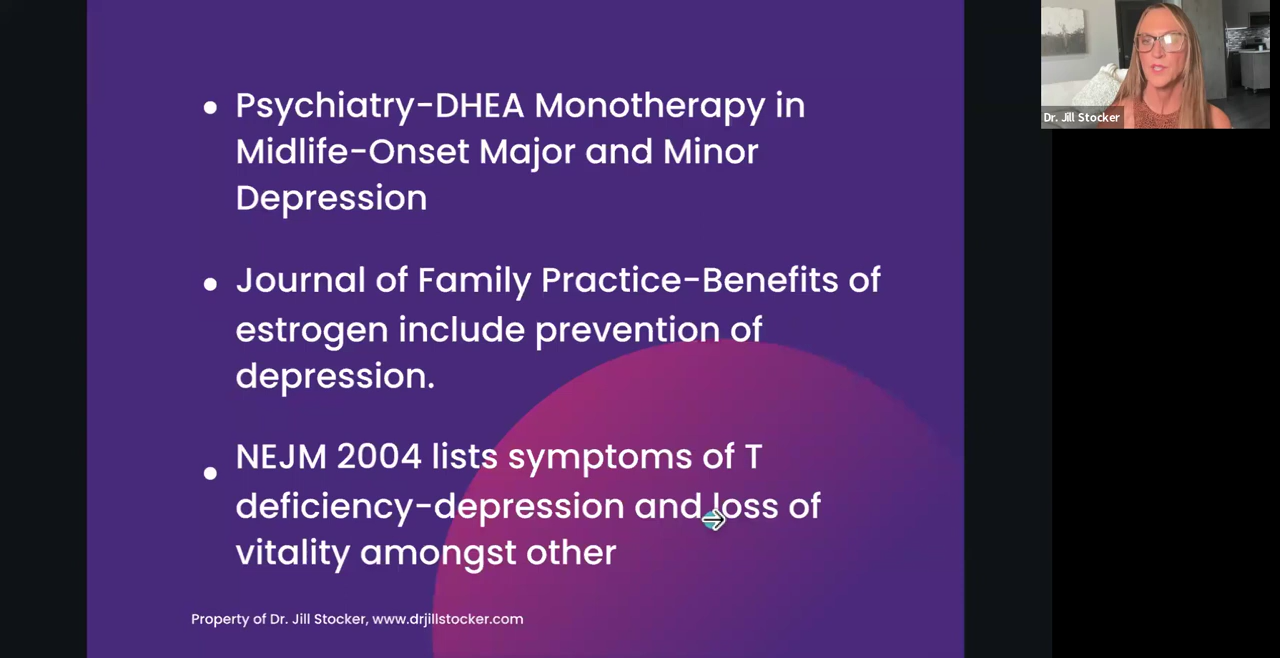 Psychiatry-DHEA Monotherapy in
Midlife-Onset Major and Minor
Depression
Journal of Family Practice-Benefits of
estrogen include prevention of
depression.
NEJM 2004 lists symptoms of T
deficiency-depression and loss of
vitality amongst other
Property of Dr. Jill Stocker, www.drjillstocker.com
Dr. Jill Stocker